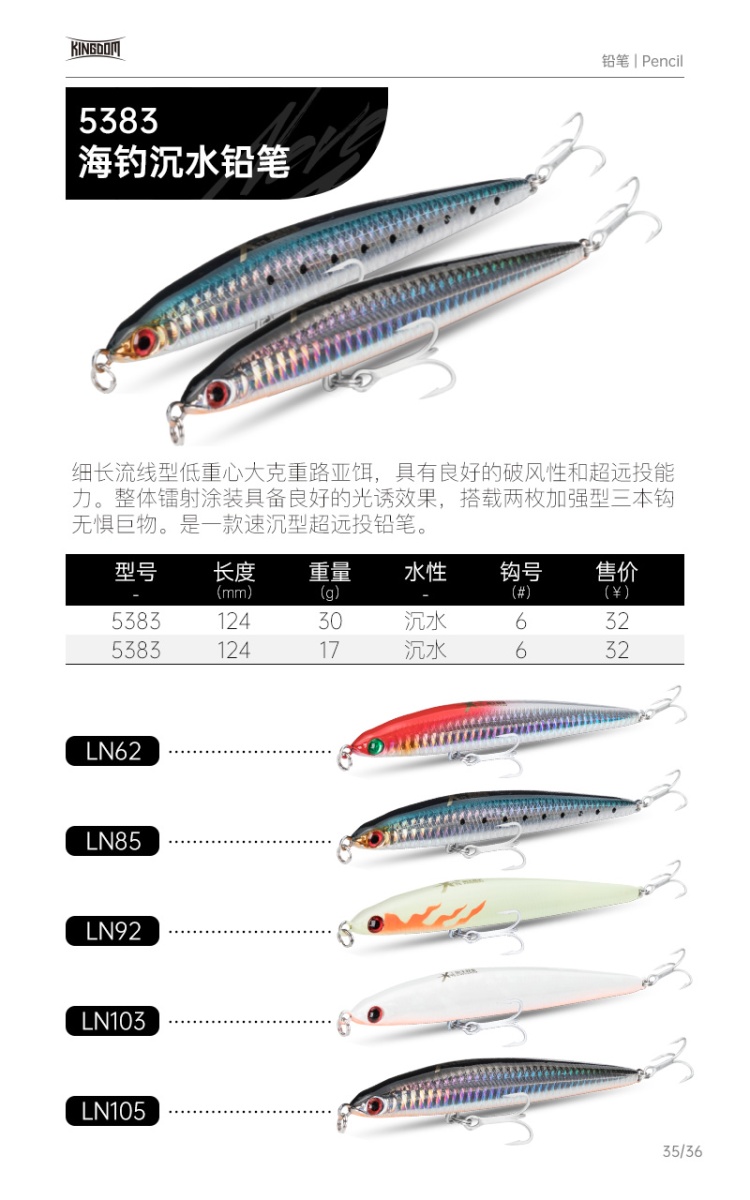 KINGDOM
铅笔 | Pencil
5383
海钓沉水铅笔
细长流线型低重心大克重路亚饵，具有良好的破风性和超远投能
力。整体镭射涂装具备良好的光诱效果，搭载两枚加强型三本钩
无惧巨物。是一款速沉型超远投铅笔。
型号 长度 重量 水性 钩号 售价
- (mm) (g) - (#) (￥)
5383 124 30 沉水 6 32
5383 124 17 沉水 6 32
LN62
LN85
LN92
LN103
LN105
35/36